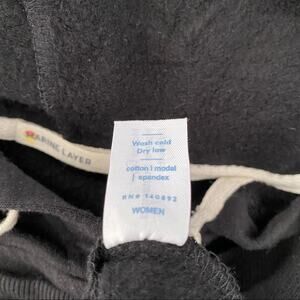 MARINE LAYER
Wash cold
Dry low
cotton | modal
| spandex
RN# 140892
WOMEN